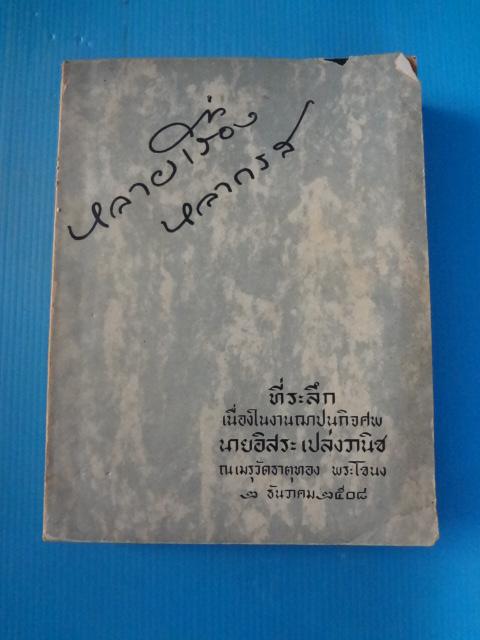 หลายเรื่อง
หลากรส
ที่ระลึก
เนื่องในงานฌาปนกิจศพ
นายอิสระ เปล่งวานิช
ณเมรุวัดธาตุทอง พระโขนง
๒ ธันวาคม ๒๕๐๘